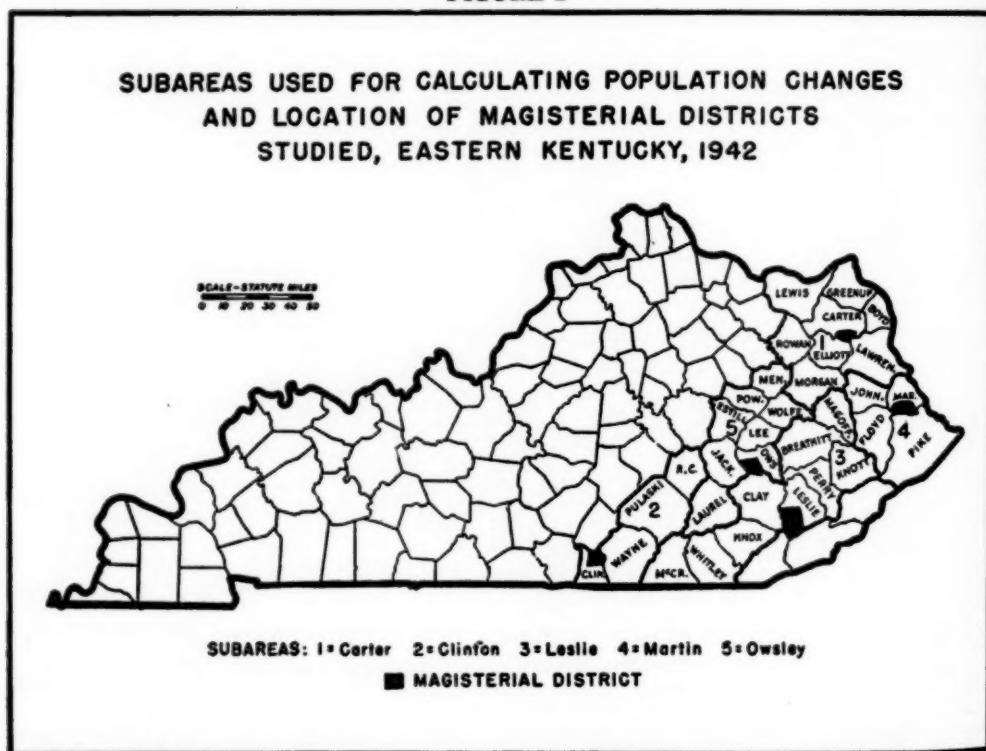 SUBAREAS USED FOR CALCULATING POPULATION CHANGES
AND LOCATION OF MAGISTERIAL DISTRICTS
STUDIED, EASTERN KENTUCKY, 1942
SCALE-STATUTE MILES
0 10 20 30 40 50
LEWIS
GREENUP
BOYD
CARTER
ROWAN
1
ELLIOTT
LAWREN.
MEN.
MORGAN
JOHN.
MAR.
POW.
WOLFE
MAGOFF.
FLOYD
4
PIKE
ESTILL
5
LEE
BREATHITT
3
KNOTT
JACK.
OWS
PERRY
R.C.
LESLIE
PULASKI
2
LAUREL
CLAY
KNOX
CLIN.
WAYNE
McCR.
WHITLEY
SUBAREAS: 1=Carter 2=Clinton 3=Leslie 4=Martin 5=Owsley
MAGISTERIAL DISTRICT